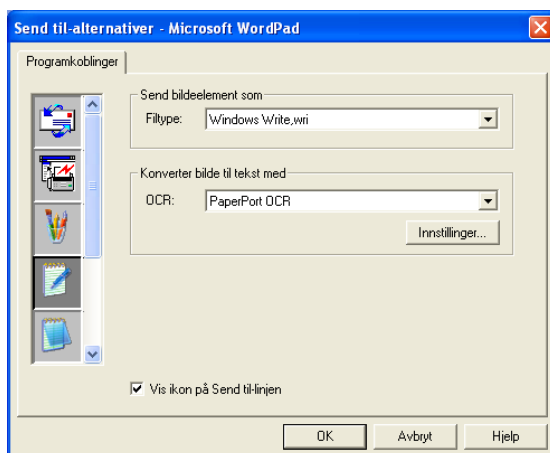 Send til-alternativer - Microsoft WordPad
Programkoblinger
Send bildeelement som
Filtype: Windows Write,wri
Konverter bilde til tekst med
OCR: PaperPort OCR
Innstillinger...
Vis ikon på Send til-linjen
OK Avbryt Hjelp